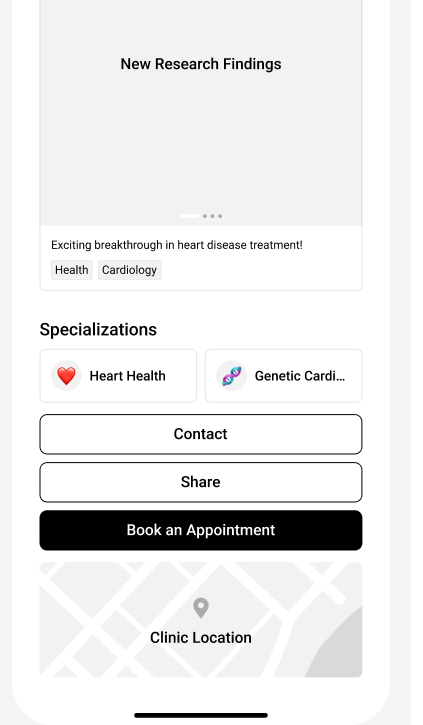 New Research Findings
Exciting breakthrough in heart disease treatment!
Health Cardiology
Specializations
Heart Health
Genetic Cardi...
Contact
Share
Book an Appointment
Clinic Location